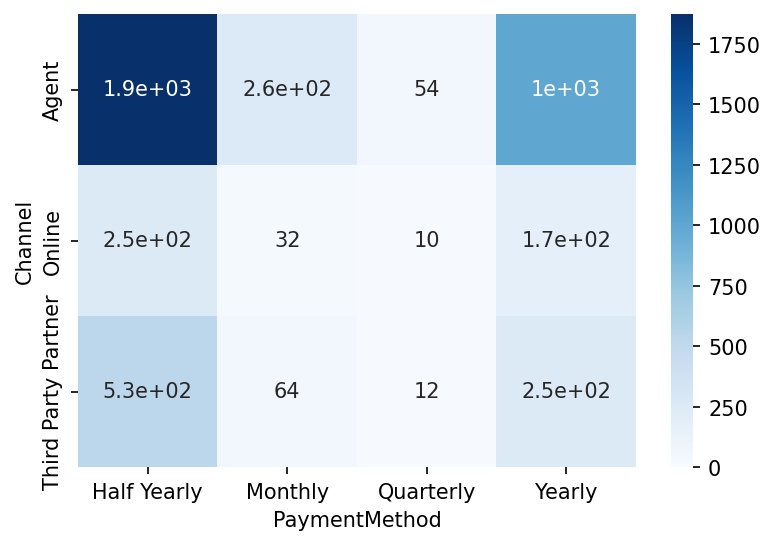 Channel
Agent
Online
Third Party Partner
1.9e+03 2.6e+02 54 1e+03
2.5e+02 32 10 1.7e+02
5.3e+02 64 12 2.5e+02
Half Yearly Monthly Quarterly Yearly
PaymentMethod
1750
1500
1250
1000
750
500
250
0